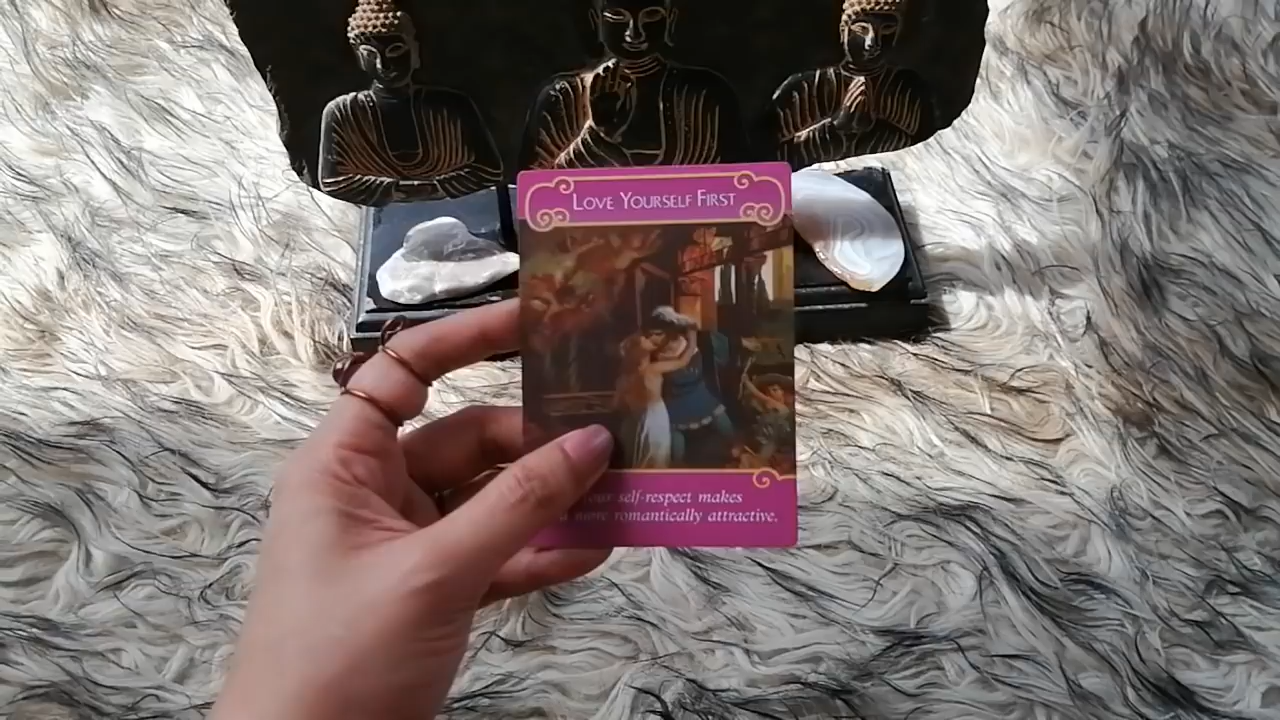 LOVE YOURSELF FIRST
self-respect makes
more romantically attractive.